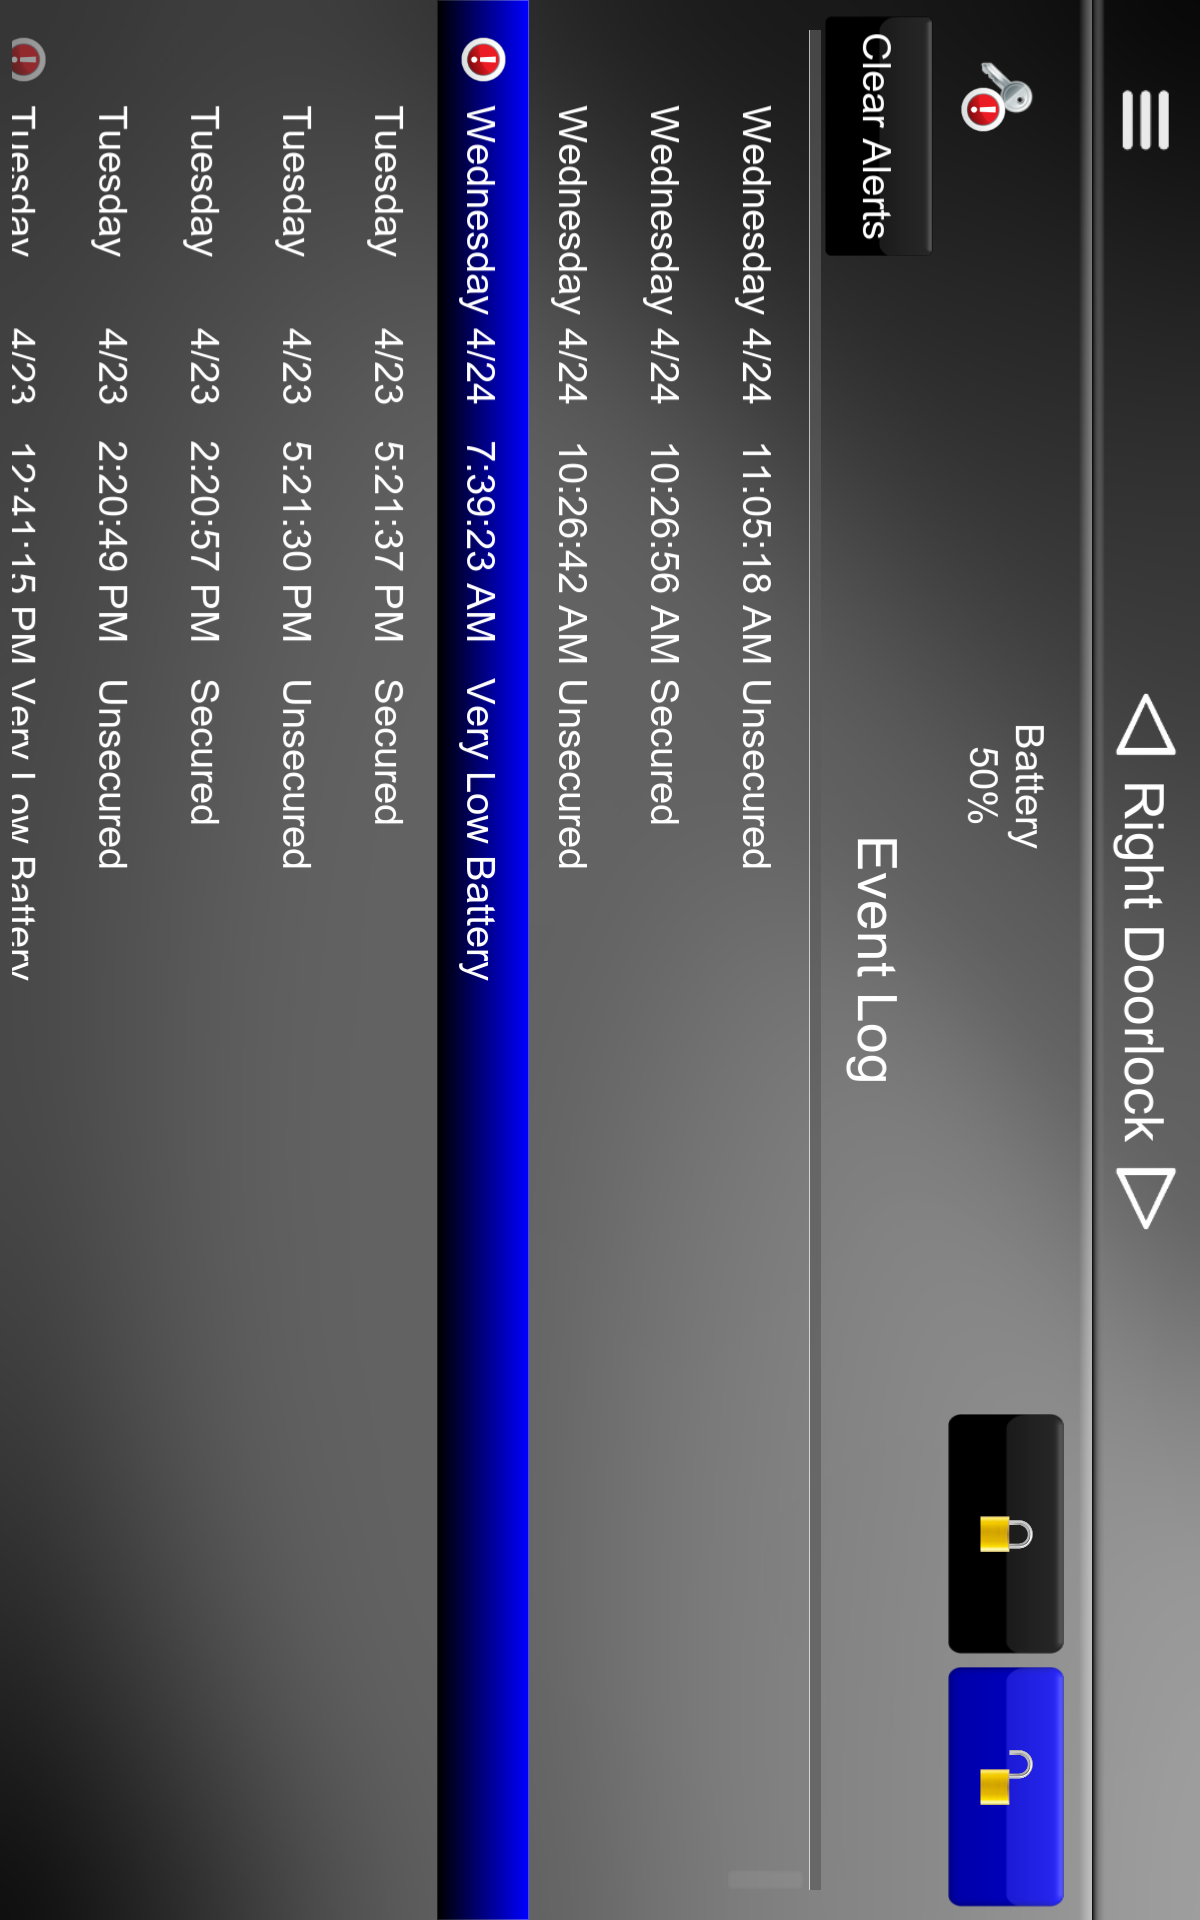 Right Doorlock
Battery
50%
Clear Alerts
Event Log
Wednesday 4/24 11:05:18 AM Unsecured
Wednesday 4/24 10:26:56 AM Secured
Wednesday 4/24 10:26:42 AM Unsecured
Wednesday 4/24 7:39:23 AM Very Low Battery
Tuesday 4/23 5:21:37 PM Secured
Tuesday 4/23 5:21:30 PM Unsecured
Tuesday 4/23 2:20:57 PM Secured
Tuesday 4/23 2:20:49 PM Unsecured
Tuesday 4/23 12:41:15 PM Very Low Battery